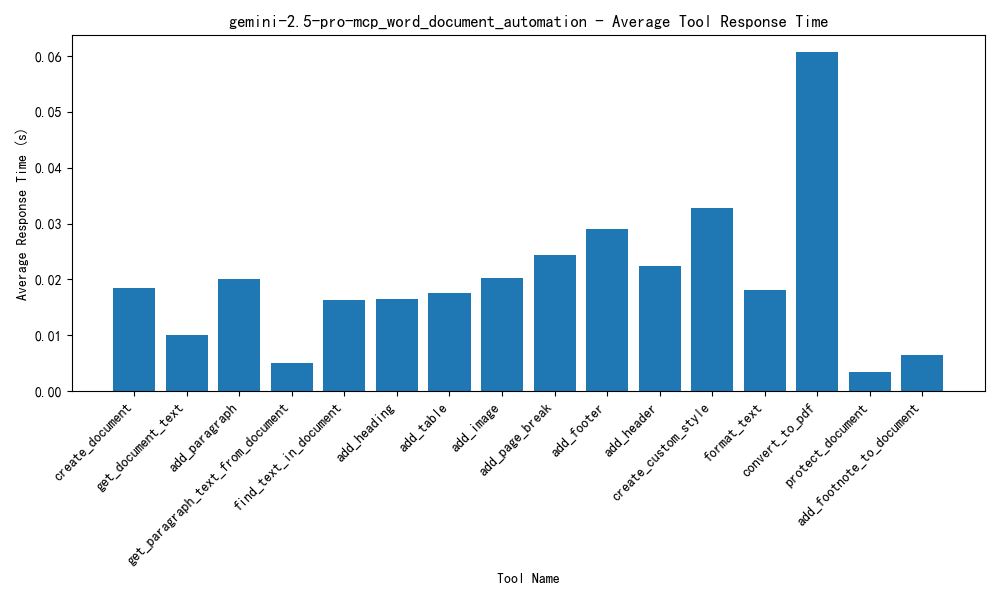 gemini-2.5-pro-mcp_word_document_automation - Average Tool Response Time
Average Response Time (s)
0.06
0.05
0.04
0.03
0.02
0.01
0.00
create_document
get_document_text
add_paragraph
get_paragraph_text_from_document
find_text_in_document
add_heading
add_table
add_image
add_page_break
add_footer
add_header
create_custom_style
format_text
convert_to_pdf
protect_document
add_footnote_to_document
Tool Name